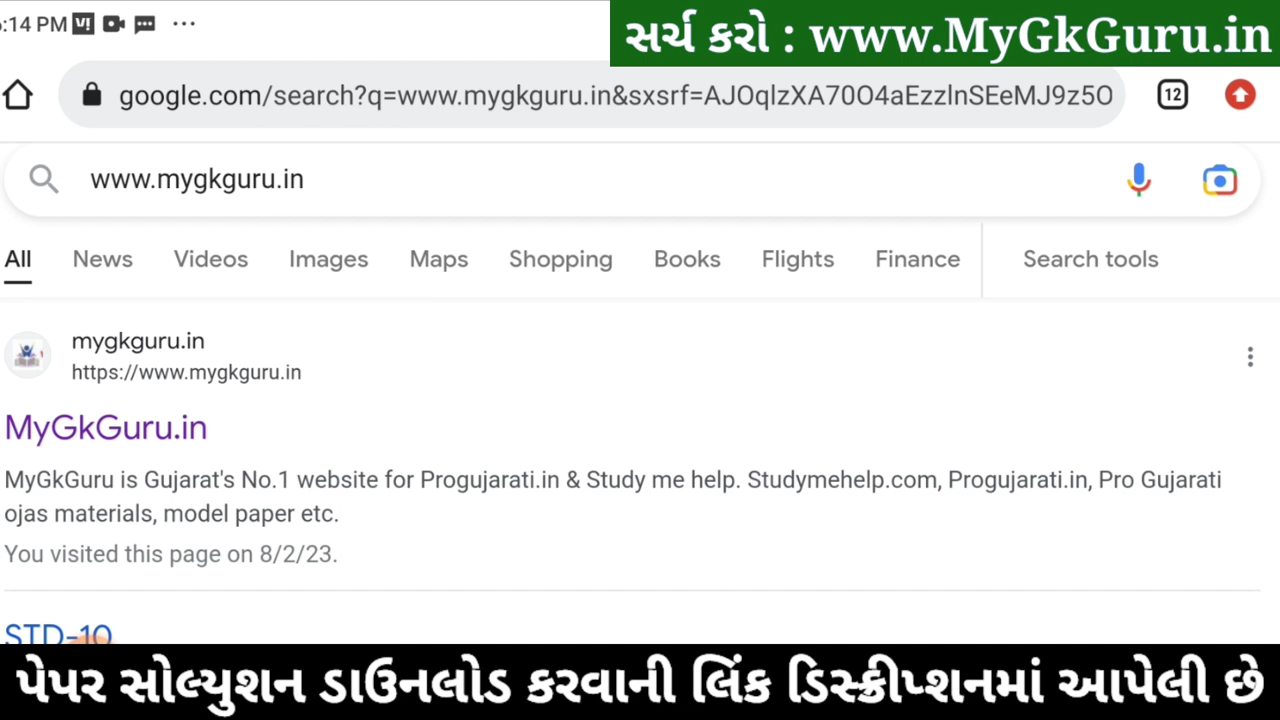 :14 PM
સર્ચ કરો : www.MyGkGuru.in
google.com/search?q=www.mygkguru.in&sxsrf=AJOqlzXA70O4aEzzlnSEeMJ9z5O
12
www.mygkguru.in
All News Videos Images Maps Shopping Books Flights Finance Search tools
mygkguru.in
https://www.mygkguru.in
MyGkGuru.in
MyGkGuru is Gujarat's No.1 website for Progujarati.in & Study me help. Studymehelp.com, Progujarati.in, Pro Gujarati
ojas materials, model paper etc.
You visited this page on 8/2/23.
STD-10
પેપર સોલ્યુશન ડાઉનલોડ કરવાની લિંક ડિસ્ક્રીપ્શનમાં આપેલી છે